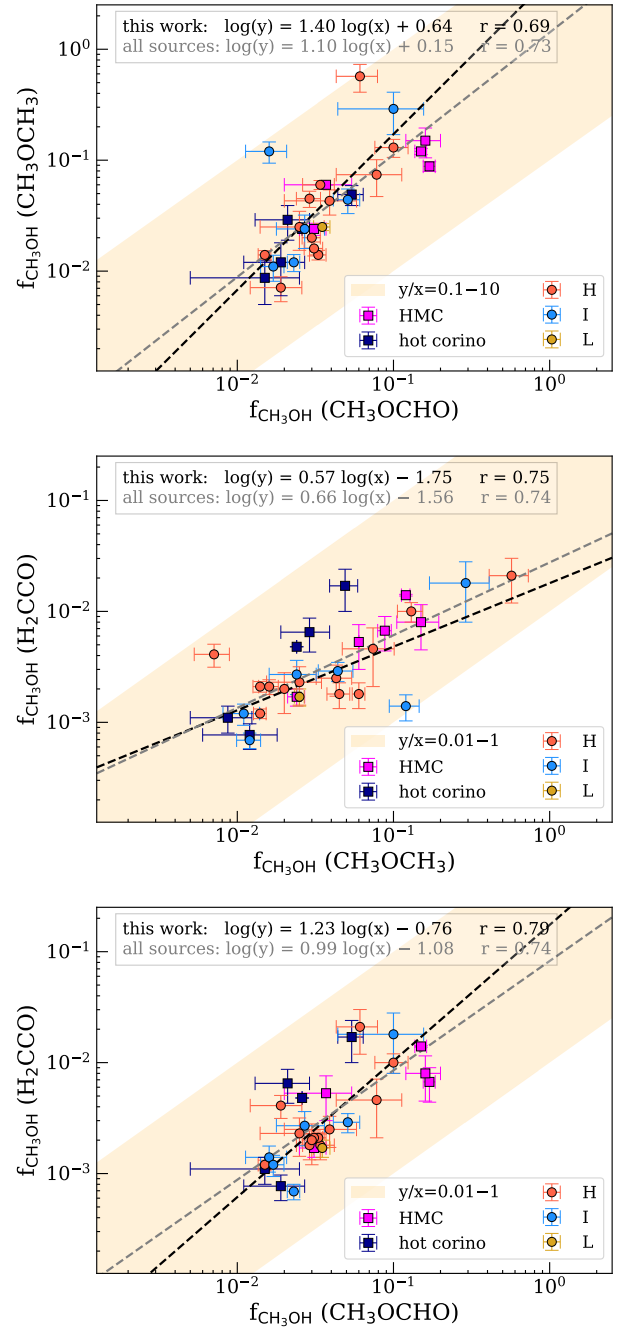 this work: log(y) = 1.40 log(x) + 0.64 r = 0.69
all sources: log(y) = 1.10 log(x) + 0.15 r = 0.73
10⁰
10⁻¹
10⁻²
f_CH₃OH (CH₃OCH₃)
y/x=0.1−10
HMC
hot corino
H
I
L
10⁻² 10⁻¹ 10⁰
f_CH₃OH (CH₃OCHO)
this work: log(y) = 0.57 log(x) − 1.75 r = 0.75
all sources: log(y) = 0.66 log(x) − 1.56 r = 0.74
10⁻¹
10⁻²
10⁻³
f_CH₃OH (H₂CCO)
y/x=0.01−1
HMC
hot corino
H
I
L
10⁻² 10⁻¹ 10⁰
f_CH₃OH (CH₃OCH₃)
this work: log(y) = 1.23 log(x) − 0.76 r = 0.79
all sources: log(y) = 0.99 log(x) − 1.08 r = 0.74
10⁻¹
10⁻²
10⁻³
f_CH₃OH (H₂CCO)
y/x=0.01−1
HMC
hot corino
H
I
L
10⁻² 10⁻¹ 10⁰
f_CH₃OH (CH₃OCHO)